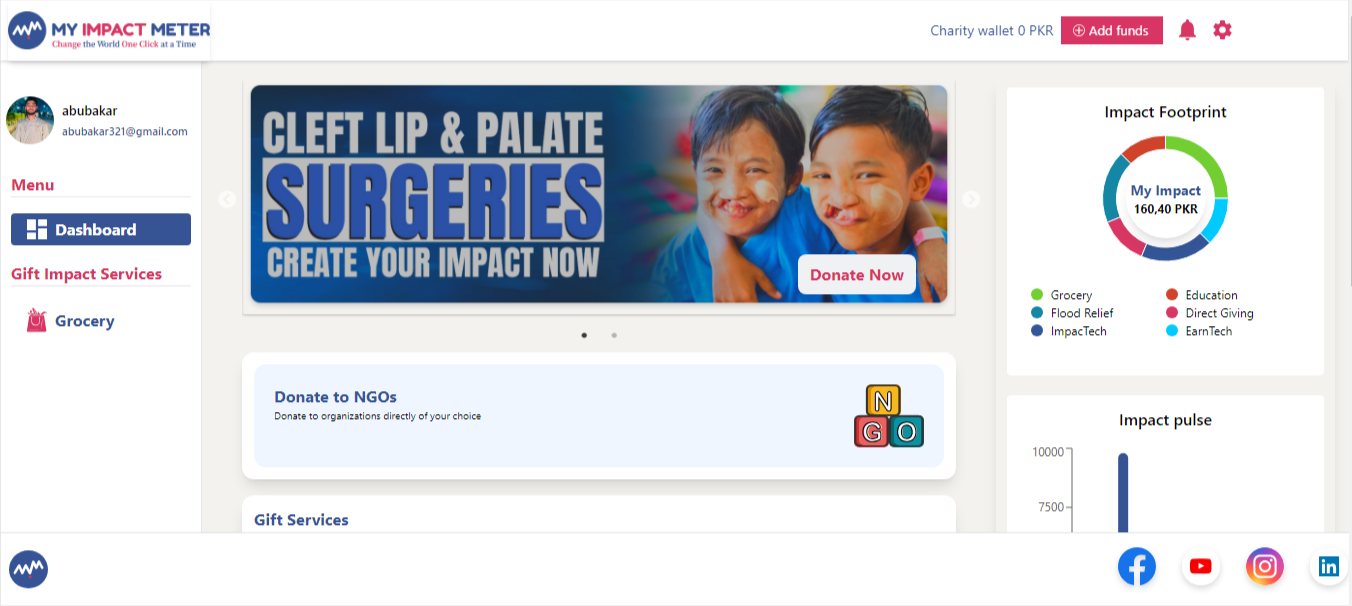 MY IMPACT METER
Change the World One Click at a Time
Charity wallet 0 PKR
Add funds
abubakar
abubakar321@gmail.com
Menu
Dashboard
Gift Impact Services
Grocery
CLEFT LIP & PALATE
SURGERIES
CREATE YOUR IMPACT NOW
Donate Now
Donate to NGOs
Donate to organizations directly of your choice
N
G O
Gift Services
Impact Footprint
My Impact
160,40 PKR
Grocery
Education
Flood Relief
Direct Giving
ImpacTech
EarnTech
Impact pulse
10000
7500
in